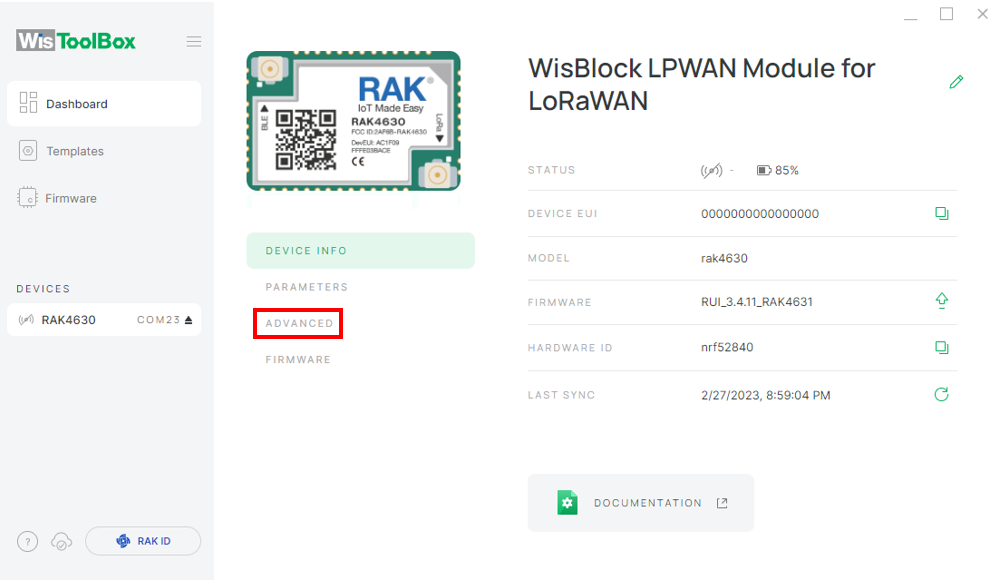 WisToolBox
Dashboard
Templates
Firmware
DEVICES
RAK4630
COM23
?
RAK ID
RAK®
IoT Made Easy
RAK4630
FCC ID:2AF6B-RAK4630
DevEUI: AC1F09
FFFE03BACE
CE
BLE
LoRa
DEVICE INFO
PARAMETERS
ADVANCED
FIRMWARE
WisBlock LPWAN Module for
LoRaWAN
STATUS
- 85%
DEVICE EUI
0000000000000000
MODEL
rak4630
FIRMWARE
RUI_3.4.11_RAK4631
HARDWARE ID
nrf52840
LAST SYNC
2/27/2023, 8:59:04 PM
DOCUMENTATION